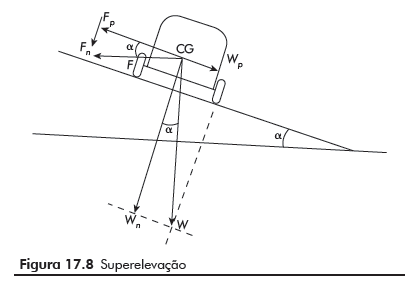 F_p
F_n
α
F
CG
W_p
α
α
W_n
W
Figura 17.8 Superelevação